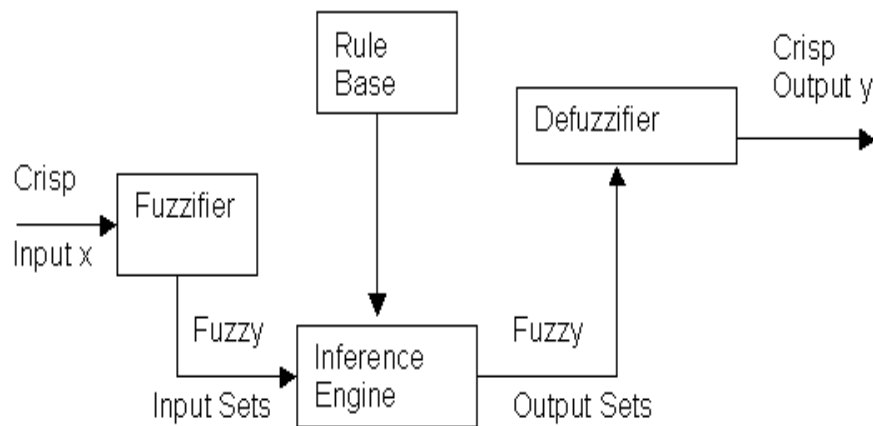 Rule
Base
Crisp
Output y
Defuzzifier
Crisp
Input x
Fuzzifier
Fuzzy
Input Sets
Inference
Engine
Fuzzy
Output Sets